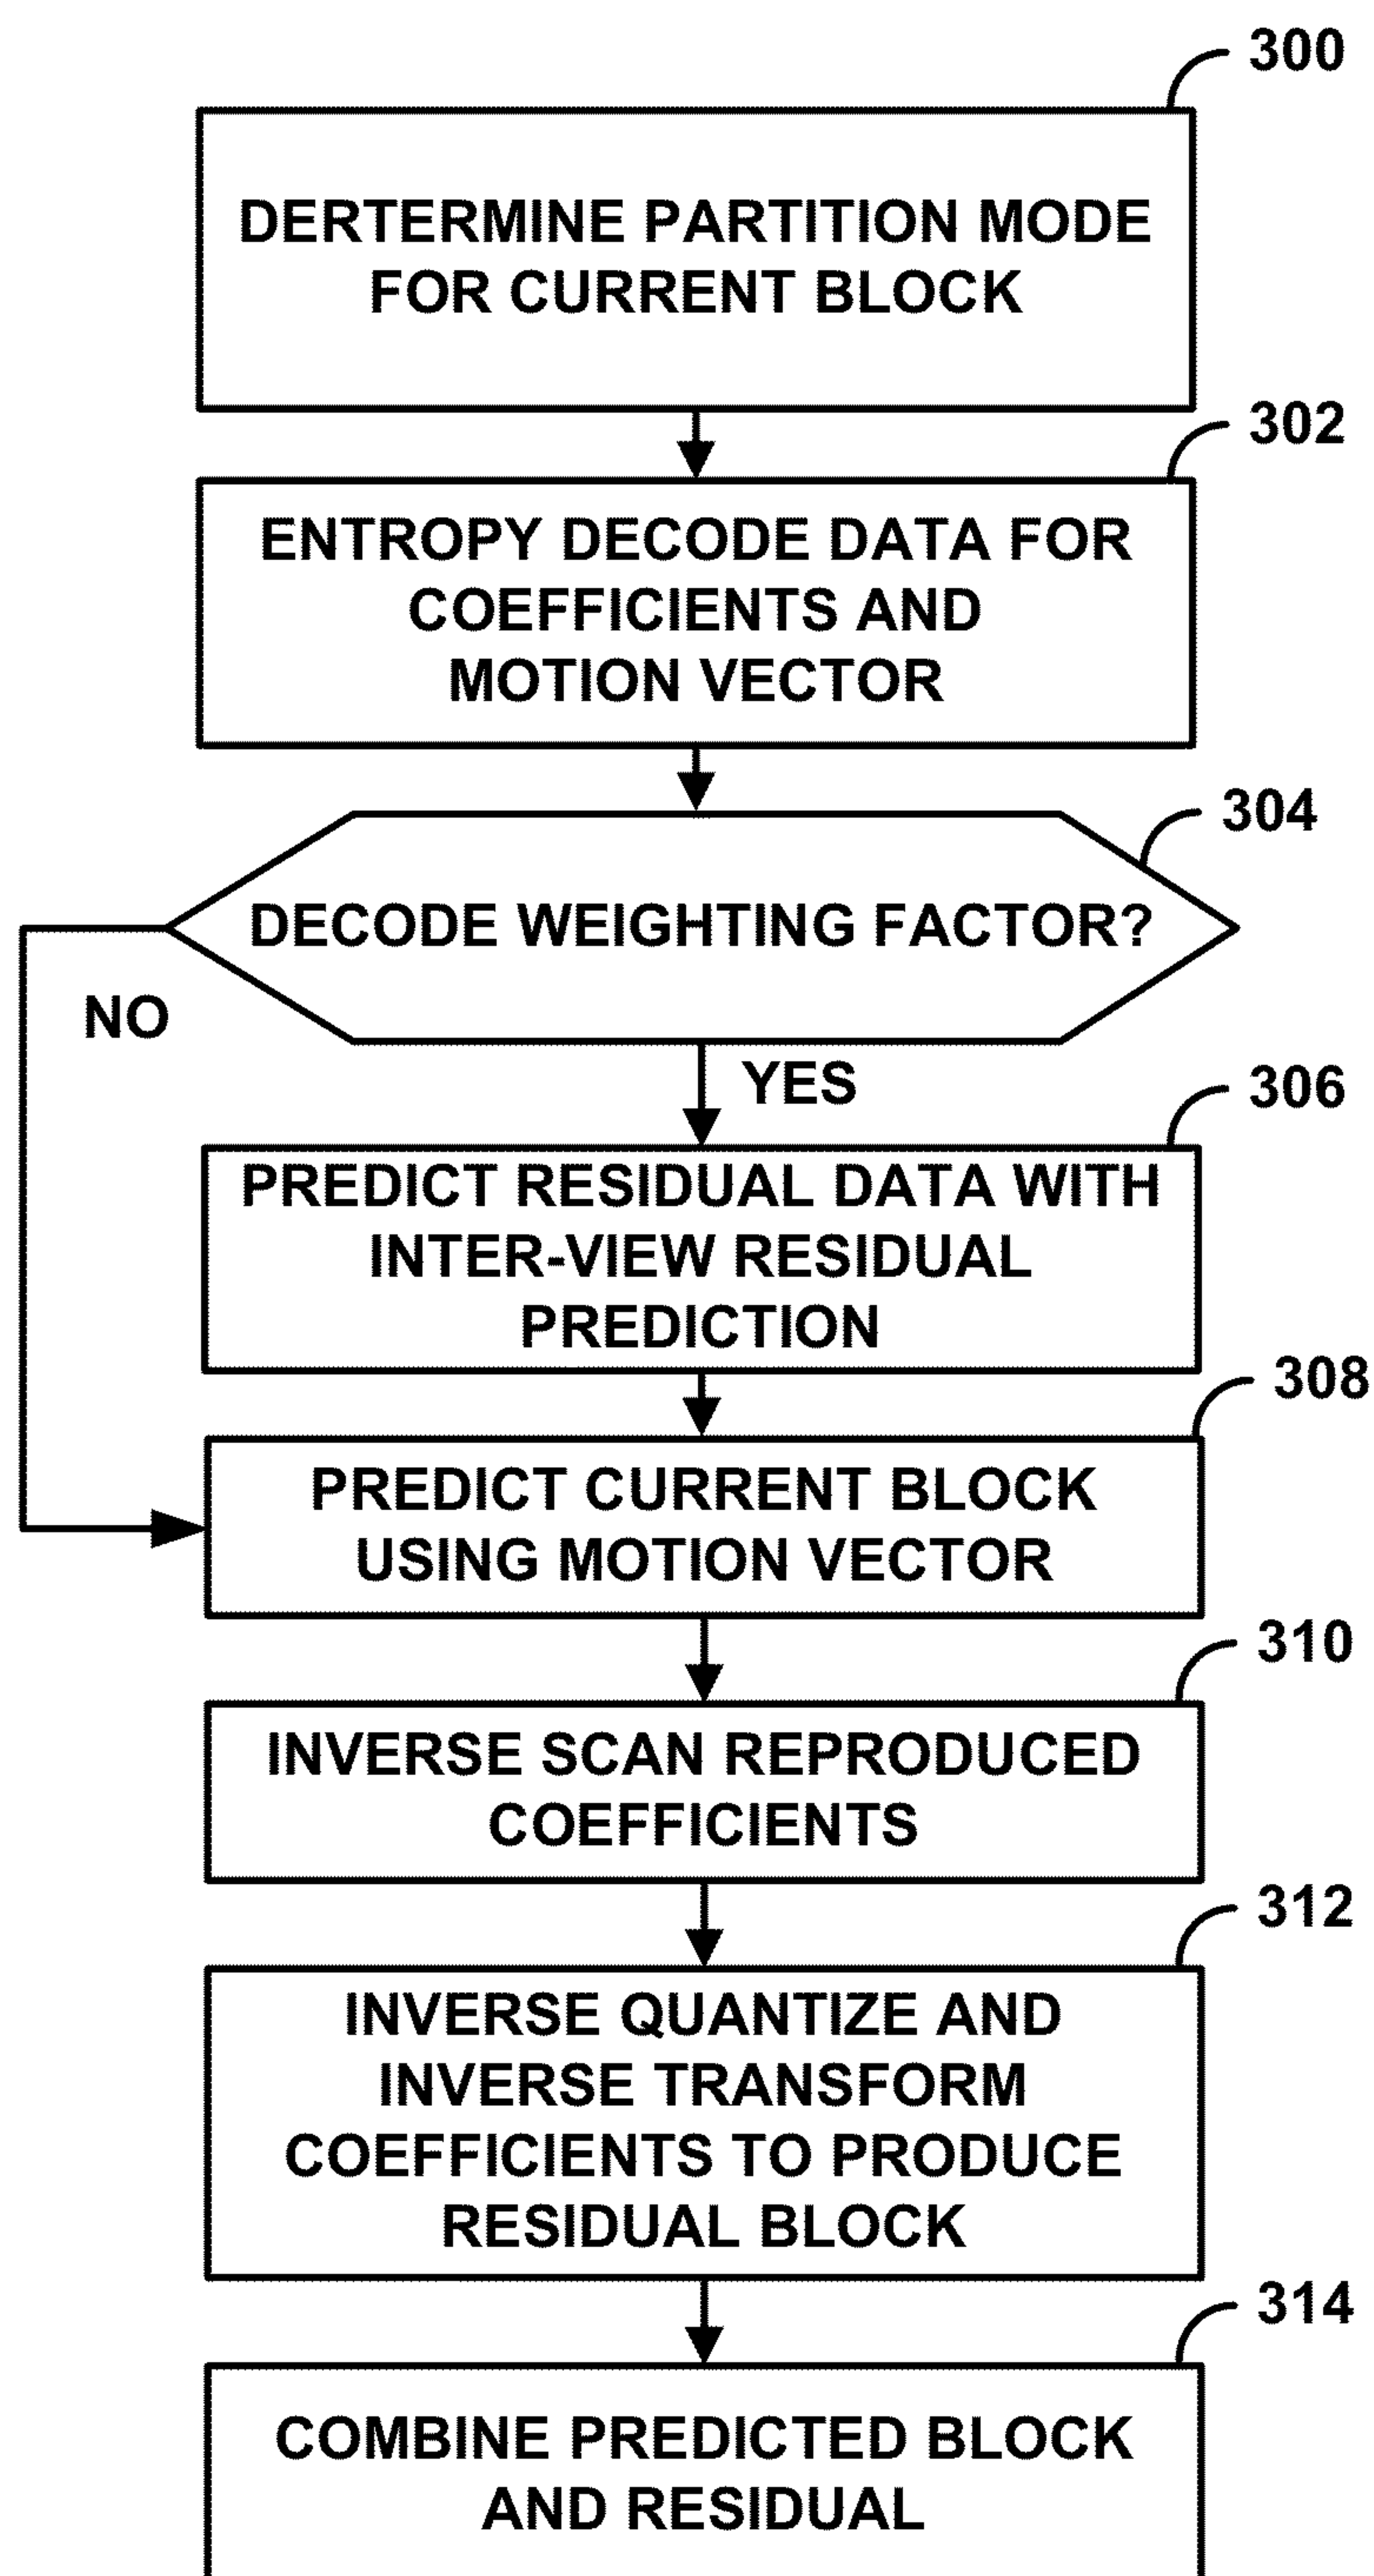 300
DERTERMINE PARTITION MODE
FOR CURRENT BLOCK
302
ENTROPY DECODE DATA FOR
COEFFICIENTS AND
MOTION VECTOR
304
DECODE WEIGHTING FACTOR?
NO
YES
306
PREDICT RESIDUAL DATA WITH
INTER-VIEW RESIDUAL
PREDICTION
308
PREDICT CURRENT BLOCK
USING MOTION VECTOR
310
INVERSE SCAN REPRODUCED
COEFFICIENTS
312
INVERSE QUANTIZE AND
INVERSE TRANSFORM
COEFFICIENTS TO PRODUCE
RESIDUAL BLOCK
314
COMBINE PREDICTED BLOCK
AND RESIDUAL